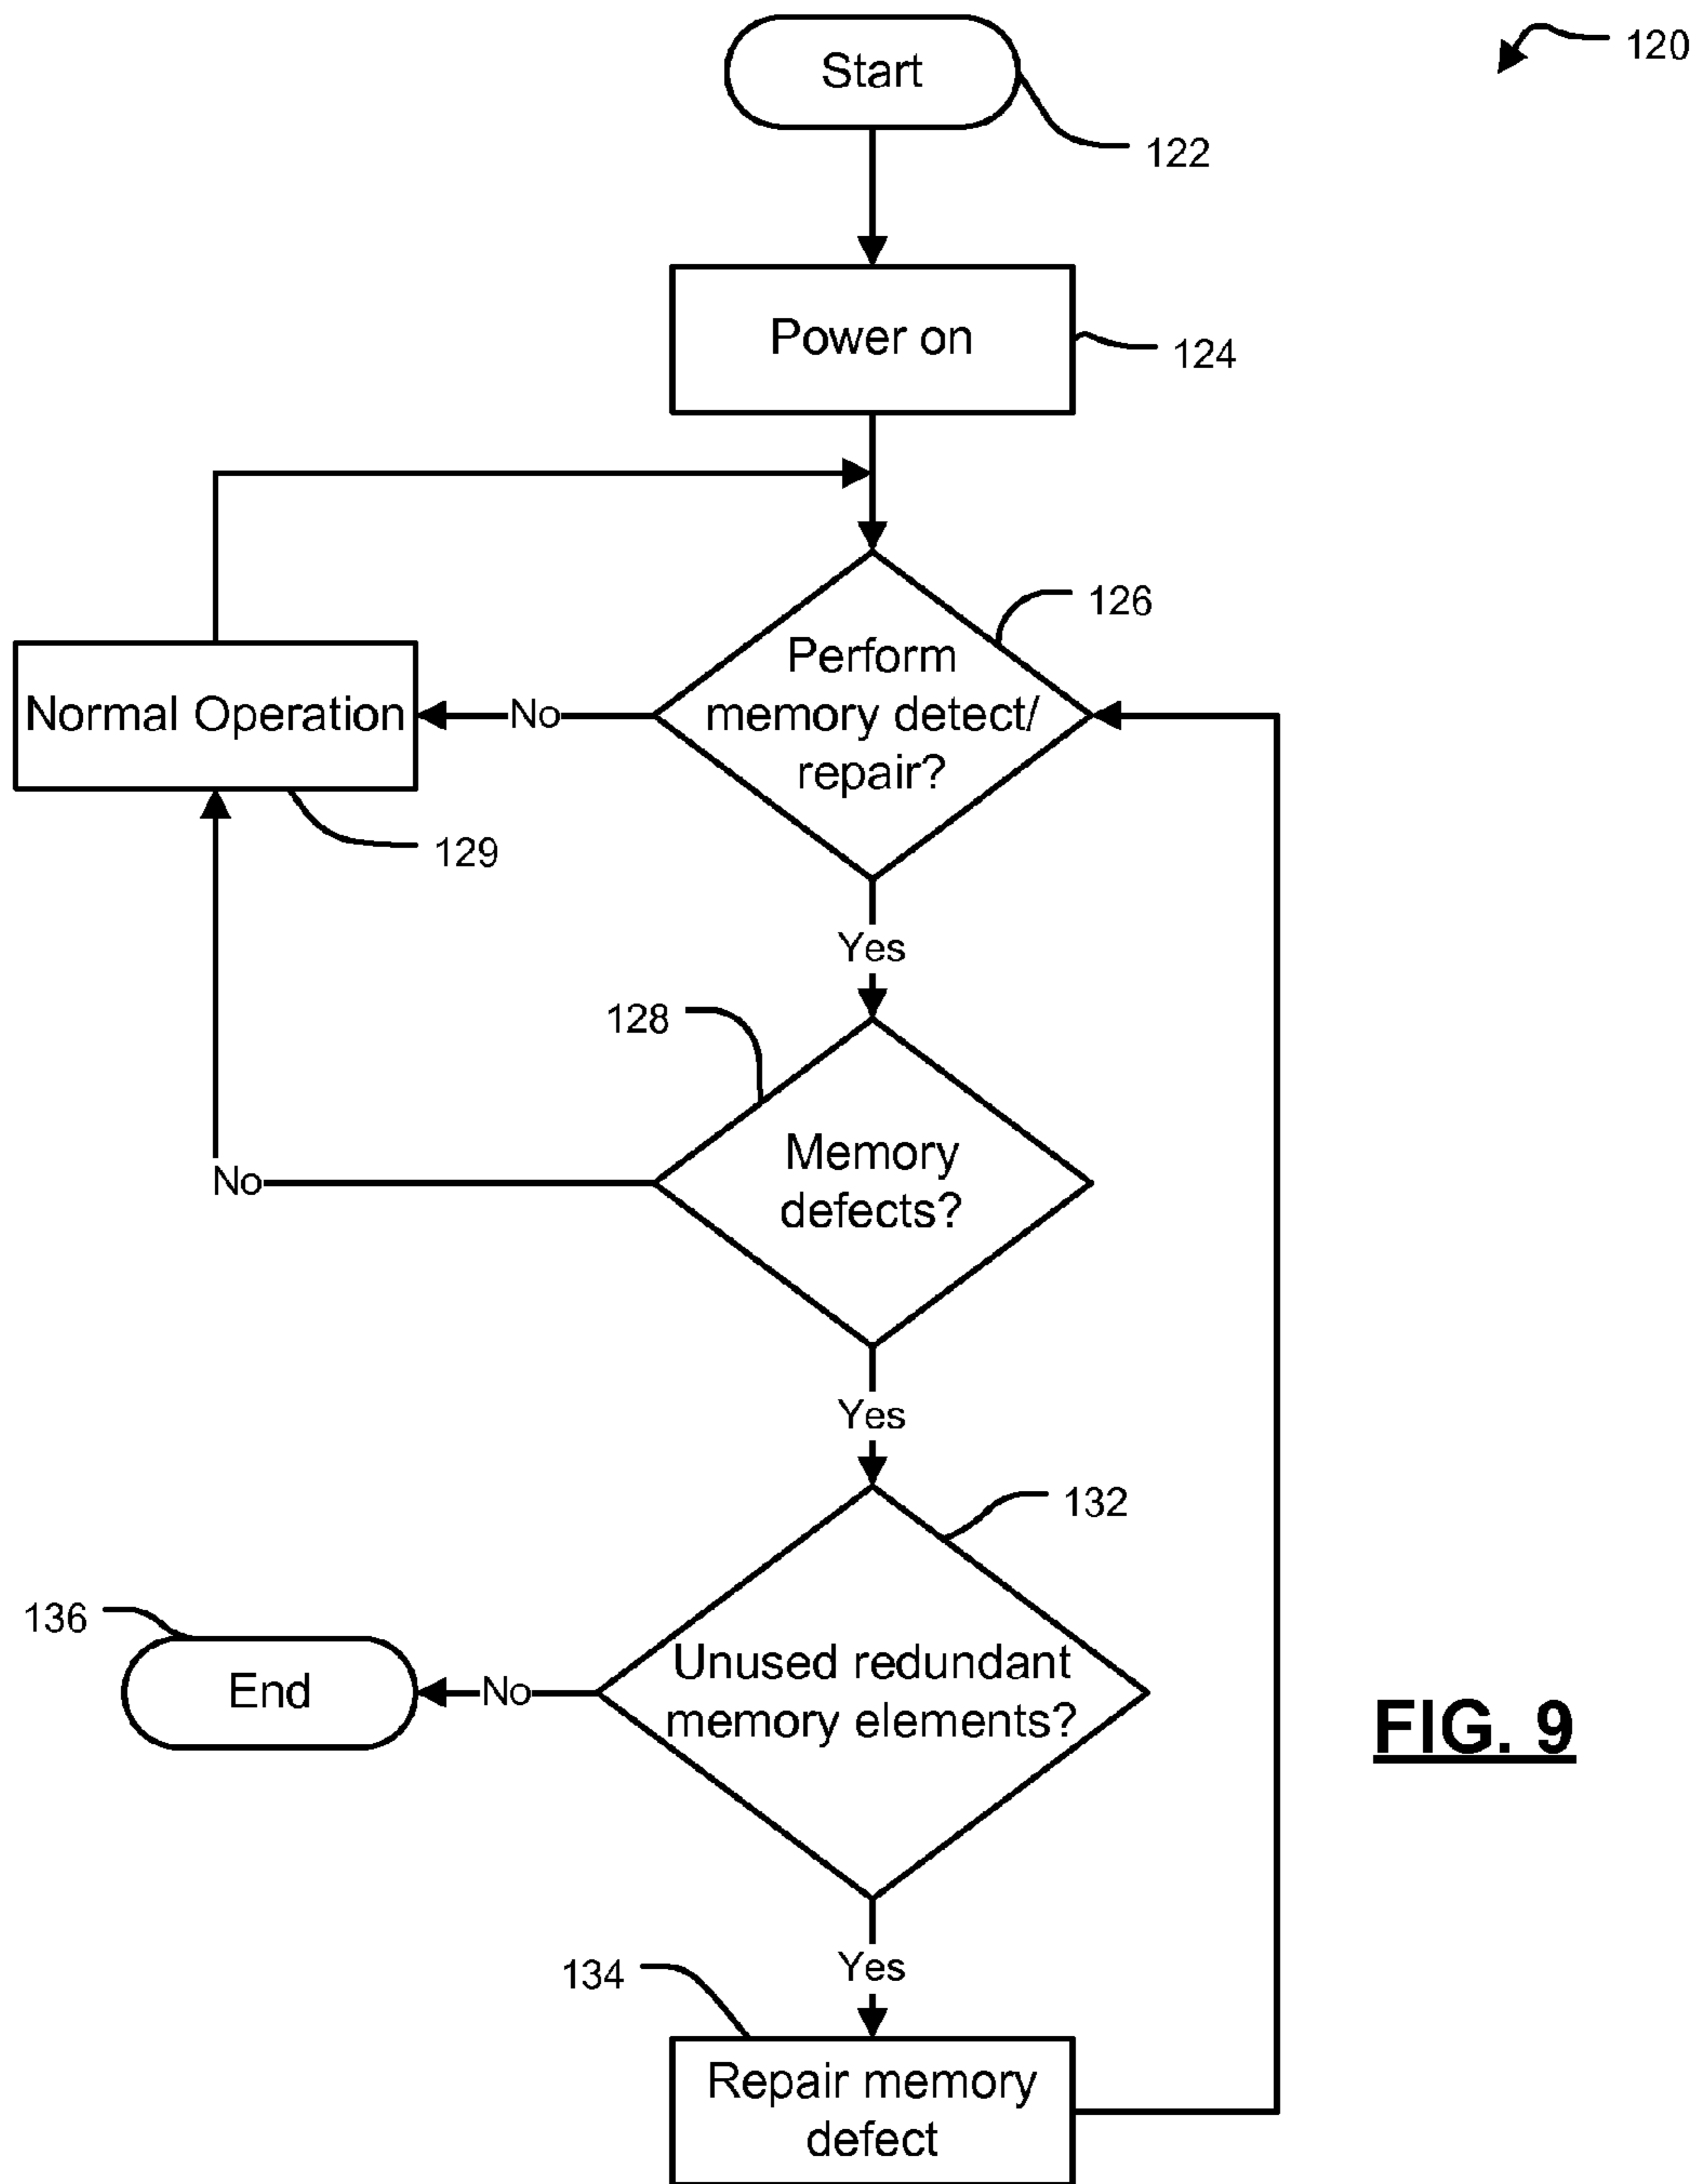 120
Start
122
Power on
124
126
Perform
memory detect/
repair?
Normal Operation
No
129
Yes
128
Memory
defects?
No
Yes
132
136
Unused redundant
memory elements?
End
No
FIG. 9
134
Yes
Repair memory
defect